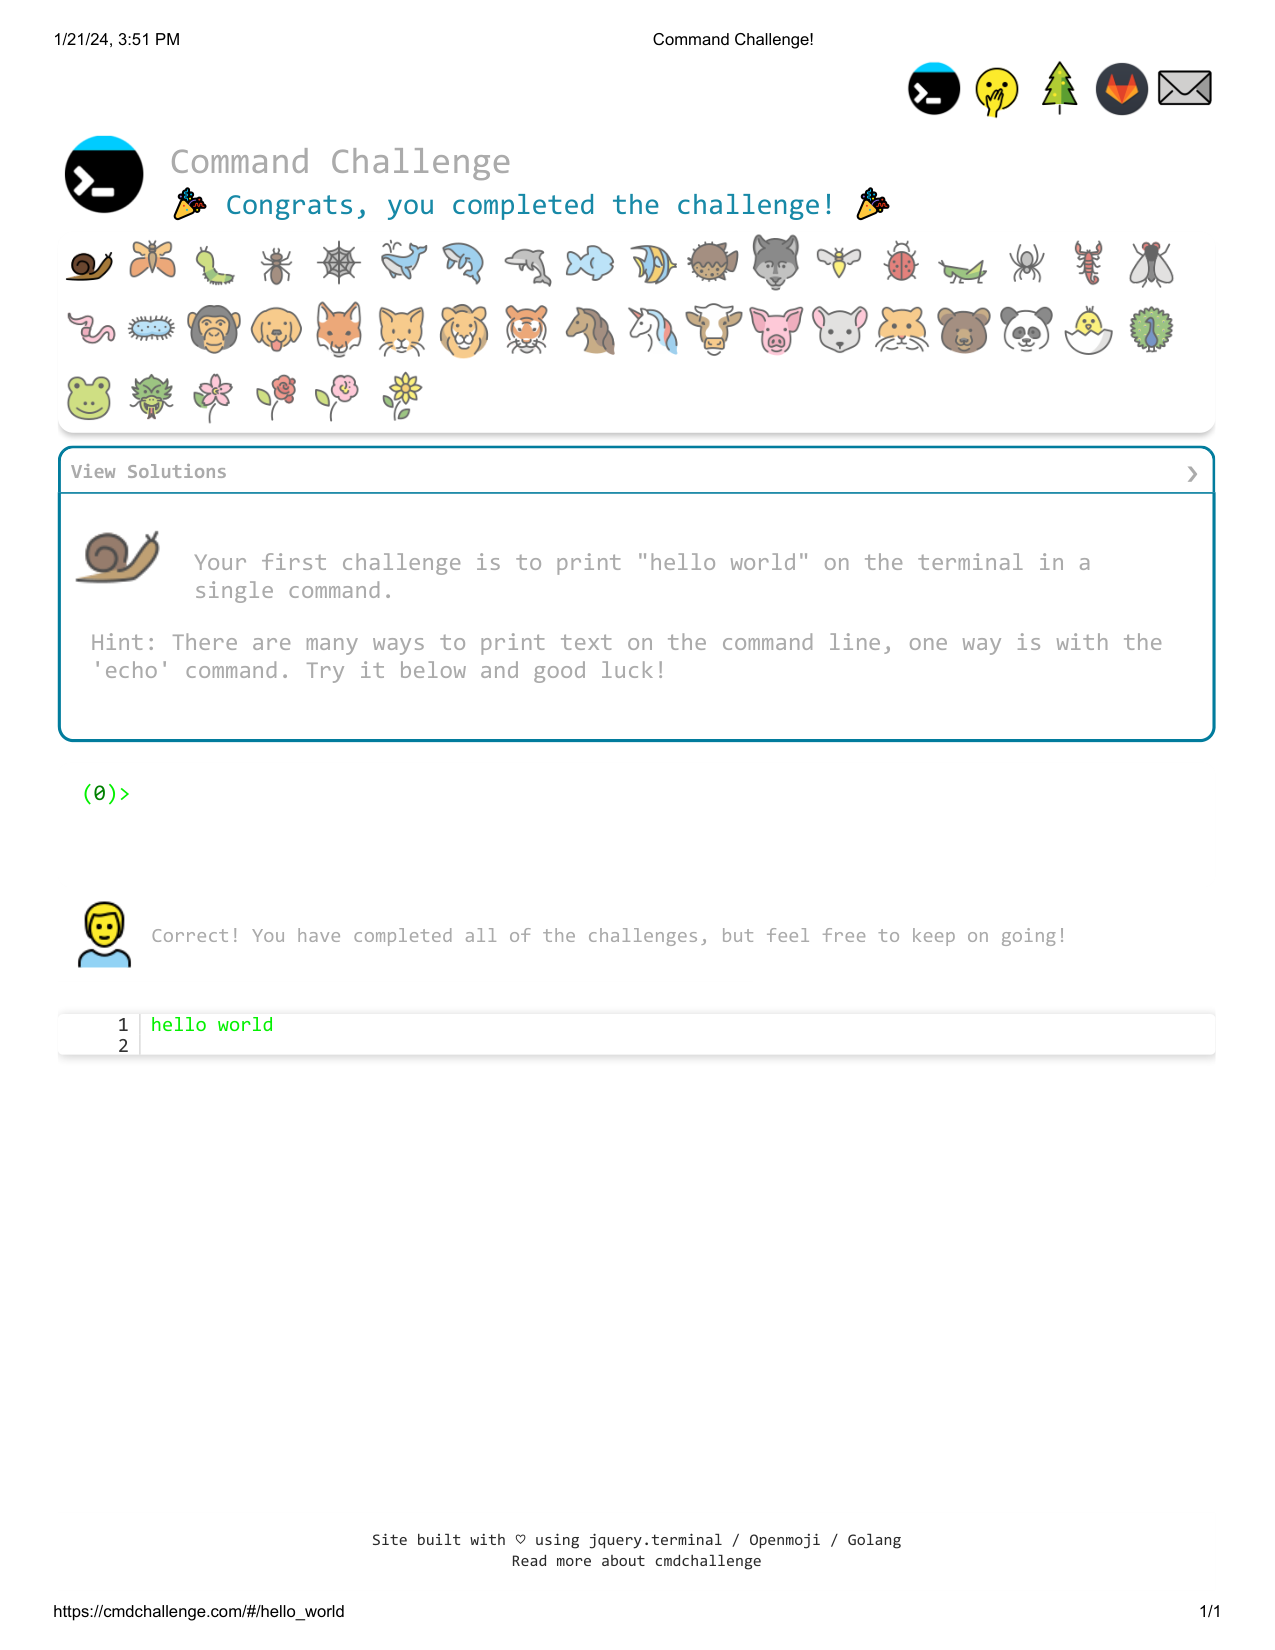 1/21/24, 3:51 PM
Command Challenge!
Command Challenge
Congrats, you completed the challenge!
View Solutions
Your first challenge is to print "hello world" on the terminal in a
single command.
Hint: There are many ways to print text on the command line, one way is with the
'echo' command. Try it below and good luck!
(0)>
Correct! You have completed all of the challenges, but feel free to keep on going!
1 hello world
2
Site built with ♡ using jquery.terminal / Openmoji / Golang
Read more about cmdchallenge
https://cmdchallenge.com/#/hello_world
1/1